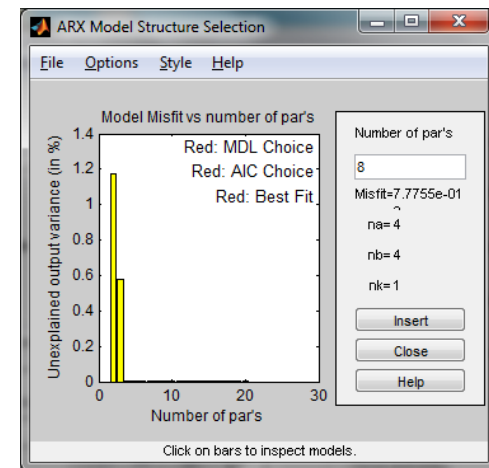 ARX Model Structure Selection
File Options Style Help
Model Misfit vs number of par's
Unexplained output variance (in %)
1.4
1.2
1
0.8
0.6
0.4
0.2
0
Red: MDL Choice
Red: AIC Choice
Red: Best Fit
0 10 20 30
Number of par's
Number of par's
8
Misfit=7.7755e-01
na= 4
nb= 4
nk= 1
Insert
Close
Help
Click on bars to inspect models.